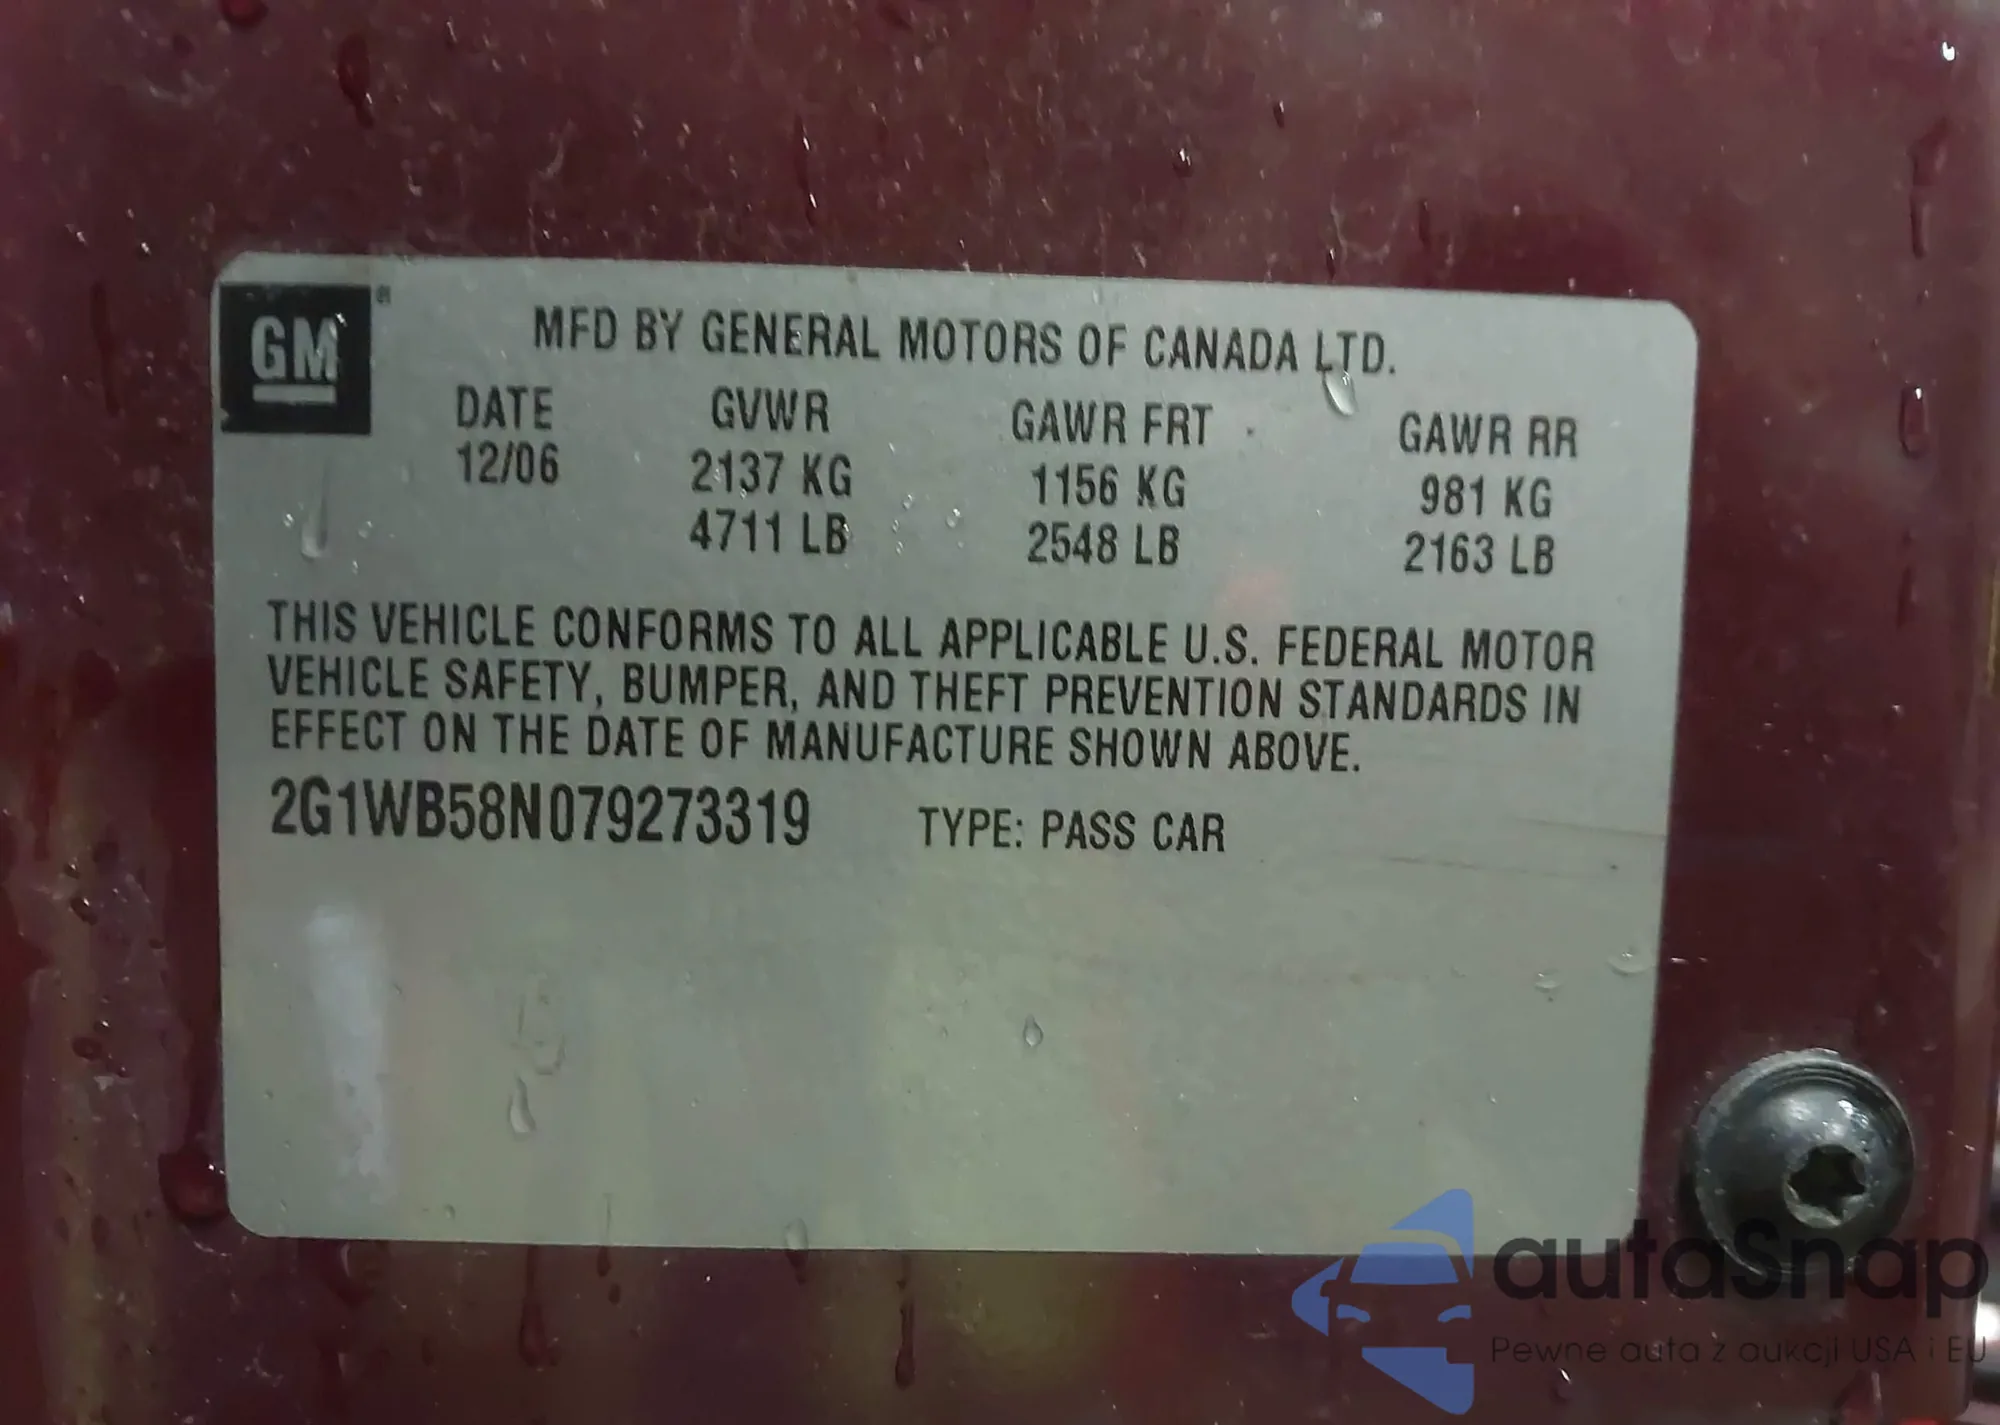 GM®
MFD BY GENERAL MOTORS OF CANADA LTD.
DATE GVWR GAWR FRT GAWR RR
12/06 2137 KG 1156 KG 981 KG
4711 LB 2548 LB 2163 LB
THIS VEHICLE CONFORMS TO ALL APPLICABLE U.S. FEDERAL MOTOR
VEHICLE SAFETY, BUMPER, AND THEFT PREVENTION STANDARDS IN
EFFECT ON THE DATE OF MANUFACTURE SHOWN ABOVE.
2G1WB58N079273319 TYPE: PASS CAR
autaSnap
Pewne auta z aukcji USA i EU